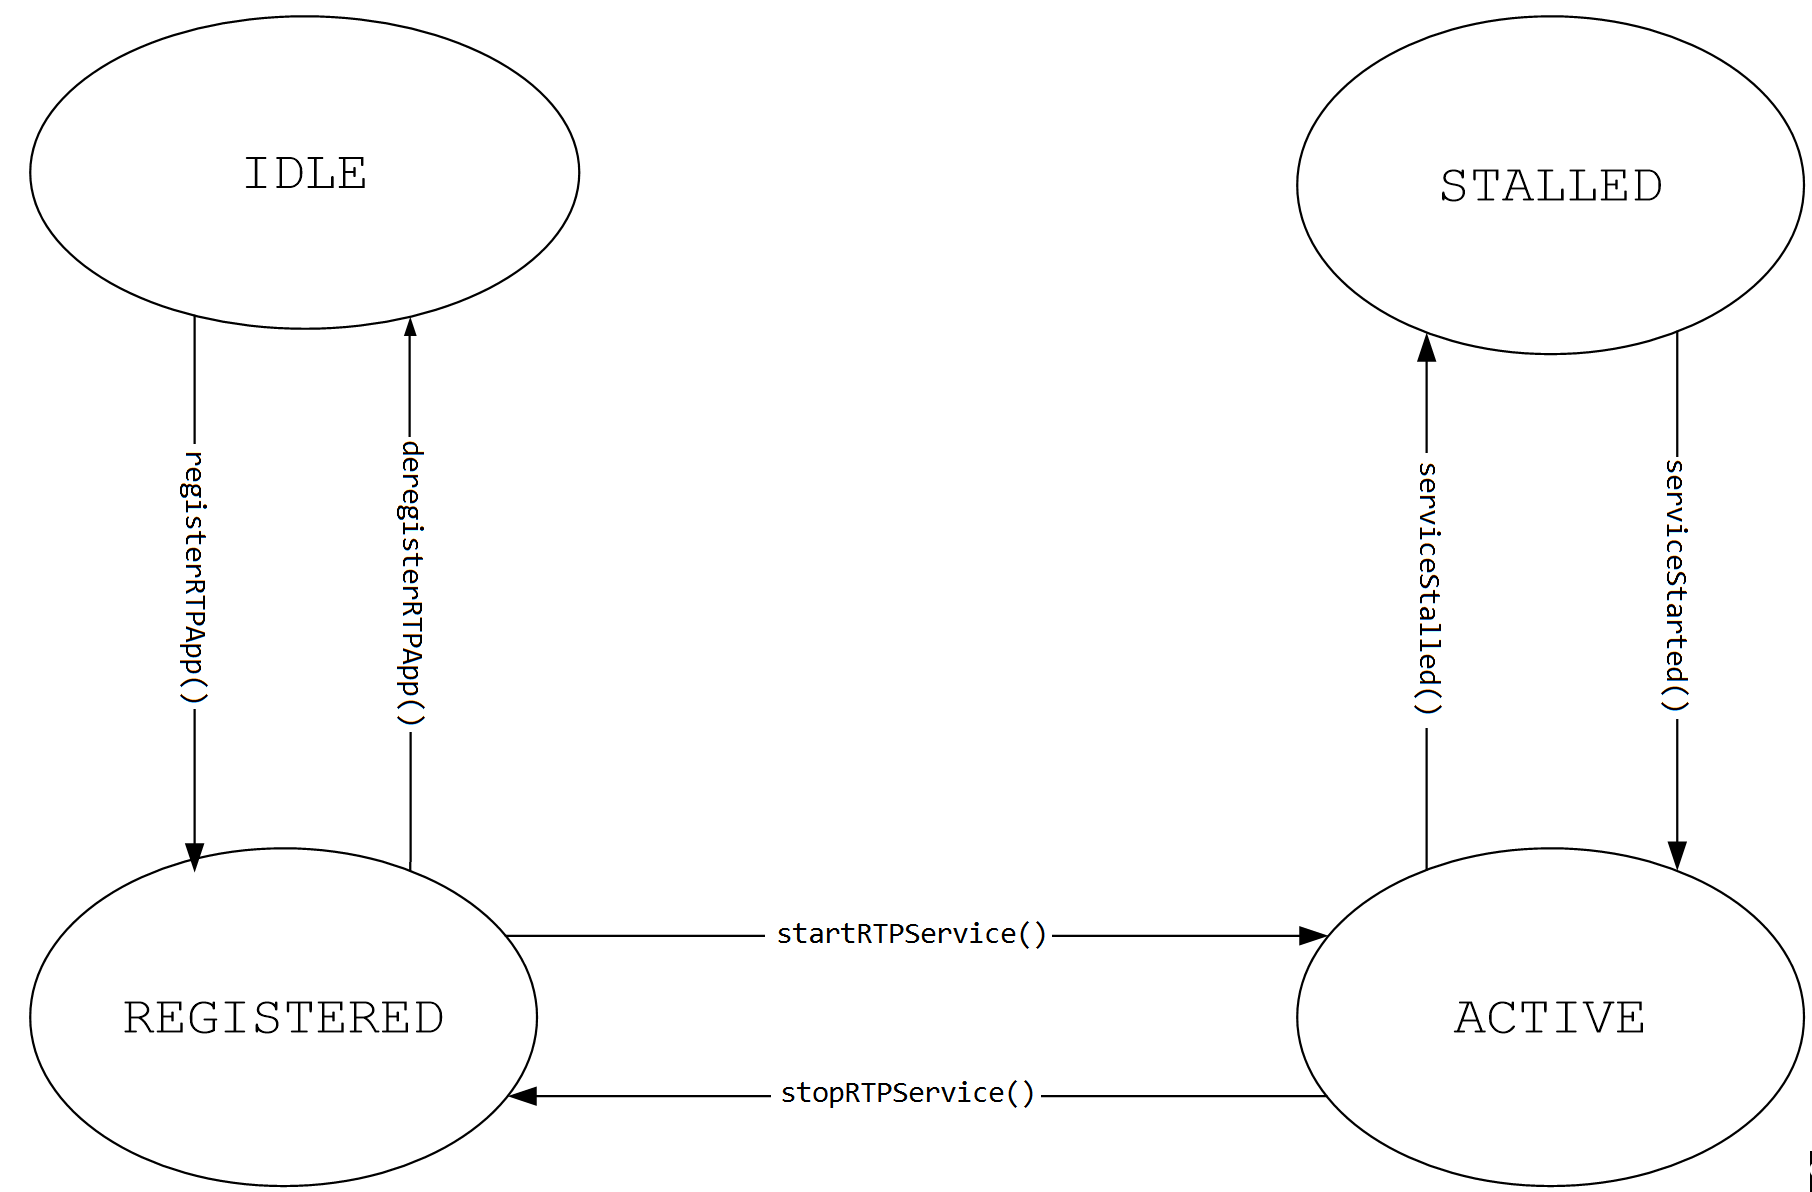 IDLE
STALLED
registerRTPApp()
deregisterRTPApp()
serviceStalled()
serviceStarted()
startRTPService()
REGISTERED
ACTIVE
stopRTPService()